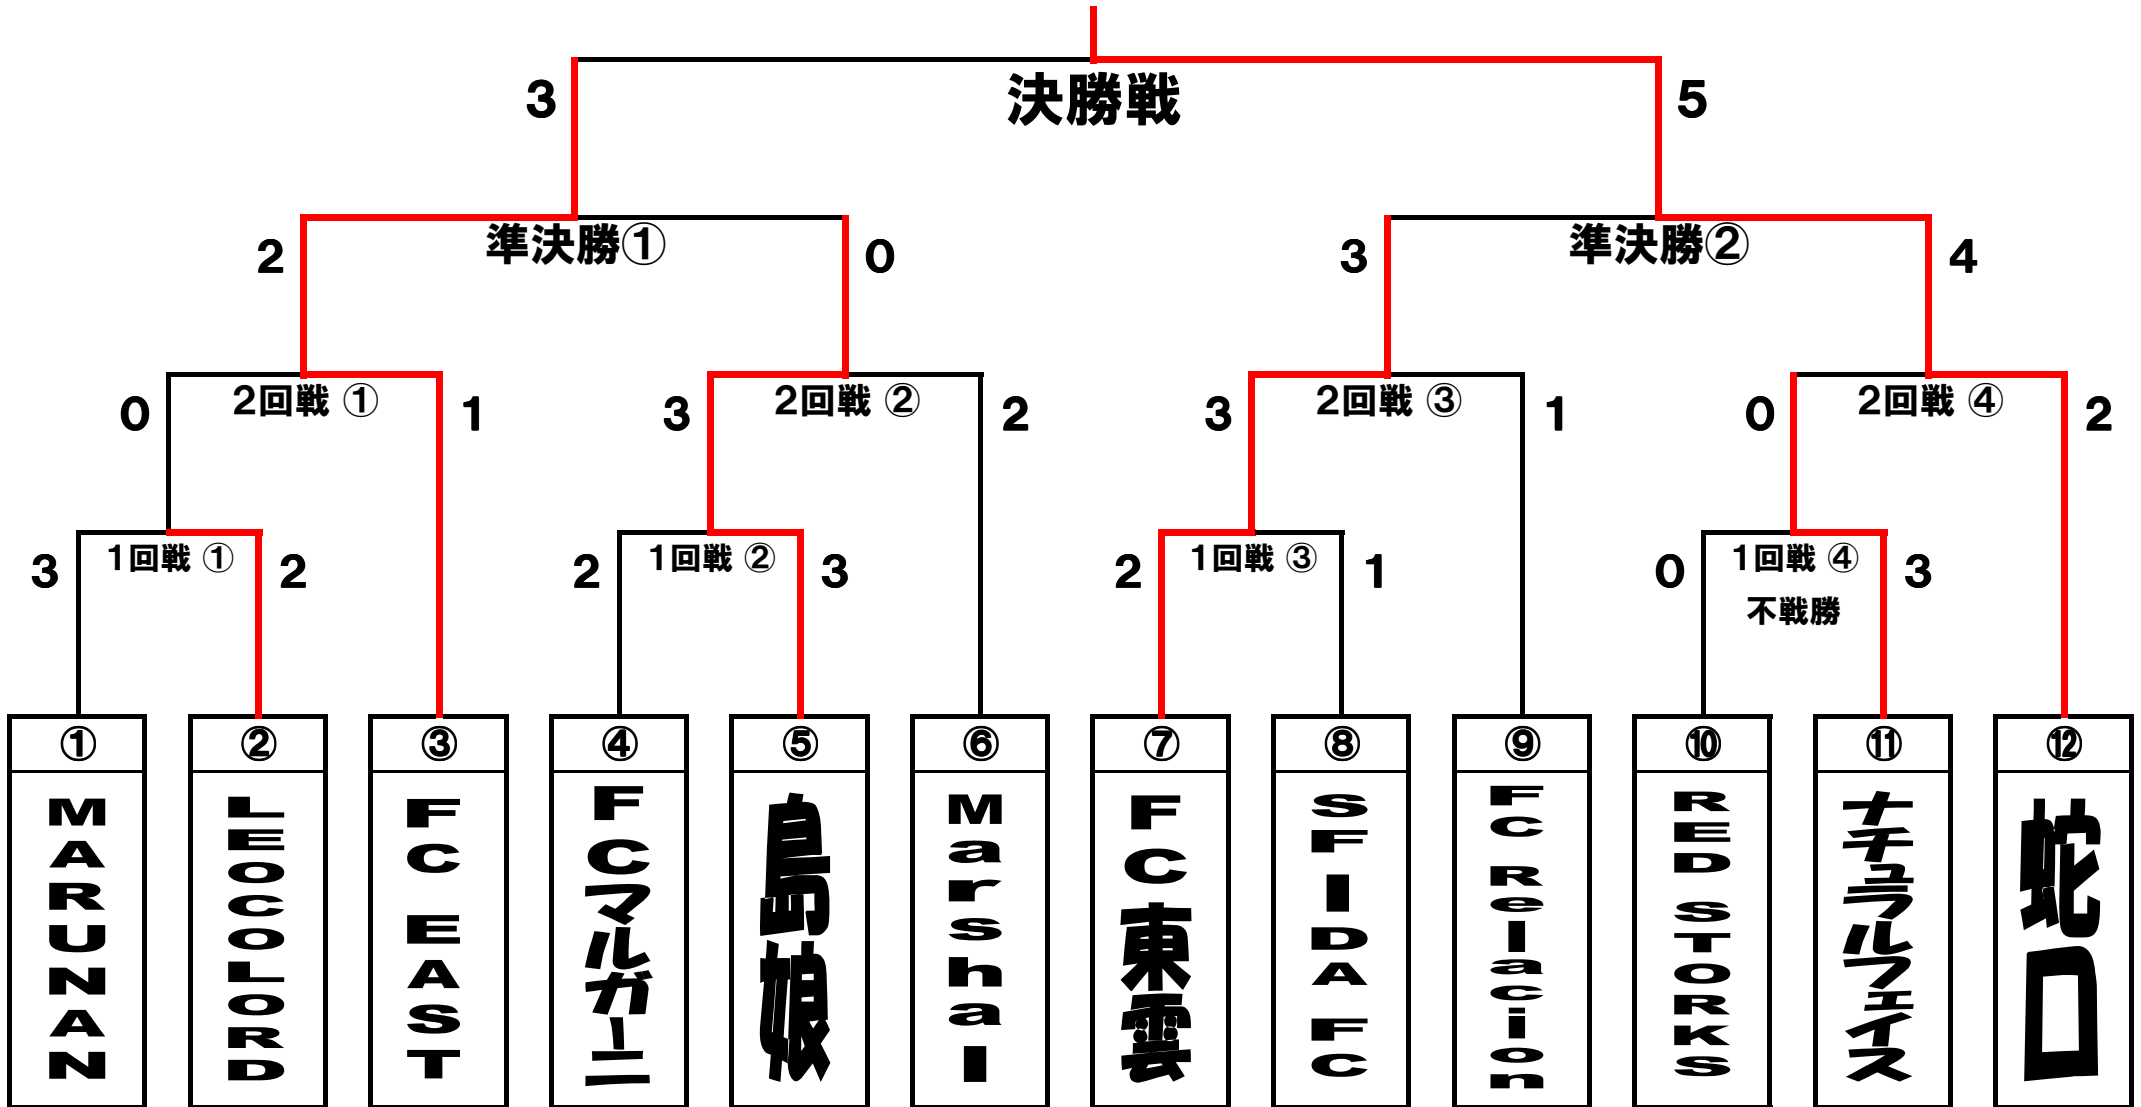 決勝戦
3
5
準決勝①
準決勝②
2
0
3
4
2回戦 ①
2回戦 ②
2回戦 ③
2回戦 ④
0
1
3
2
3
1
0
2
1回戦 ①
1回戦 ②
1回戦 ③
1回戦 ④
3
2
2
3
2
1
0
3
不戦勝
①
②
③
④
⑤
⑥
⑦
⑧
⑨
⑩
⑪
⑫
MARUNAN
LEOCOLORD
FC EAST
FCマルガーニ
島娘
Marshal
FC東雲
SFIDA FC
FC Relacion
RED STORKS
ナチュラルフェイス
蛇口